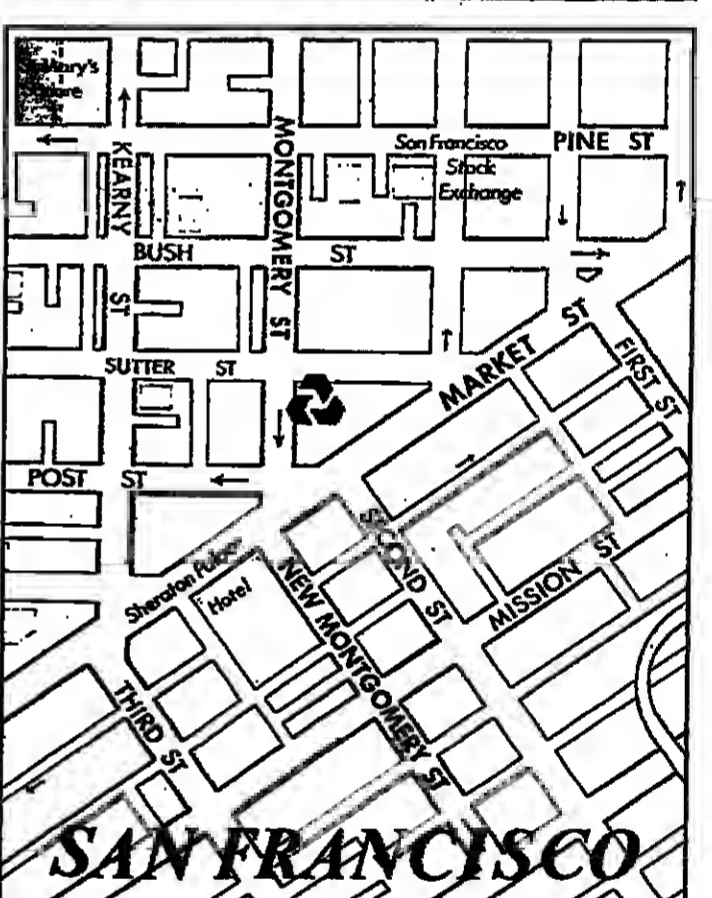 San Francisco
PINE ST
Stock
Exchange
KEARNY
ST
MONTGOMERY ST
BUSH ST
MARKET ST
FIRST ST
SUTTER ST
POST ST
SECOND ST
MISSION ST
Sheraton
Hotel
NEW MONTGOMERY ST
THIRD ST
SAN FRANCISCO